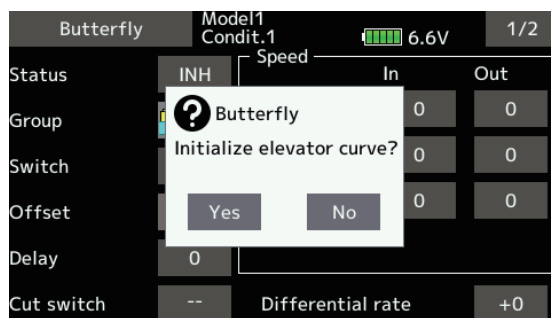 Butterfly
Model1
Condit.1
6.6V
1/2
Speed
In Out
Status INH
Group 0 0
Switch 0 0
Offset 0 0
Delay 0
Cut switch -- Differential rate +0
? Butterfly
Initialize elevator curve?
Yes No